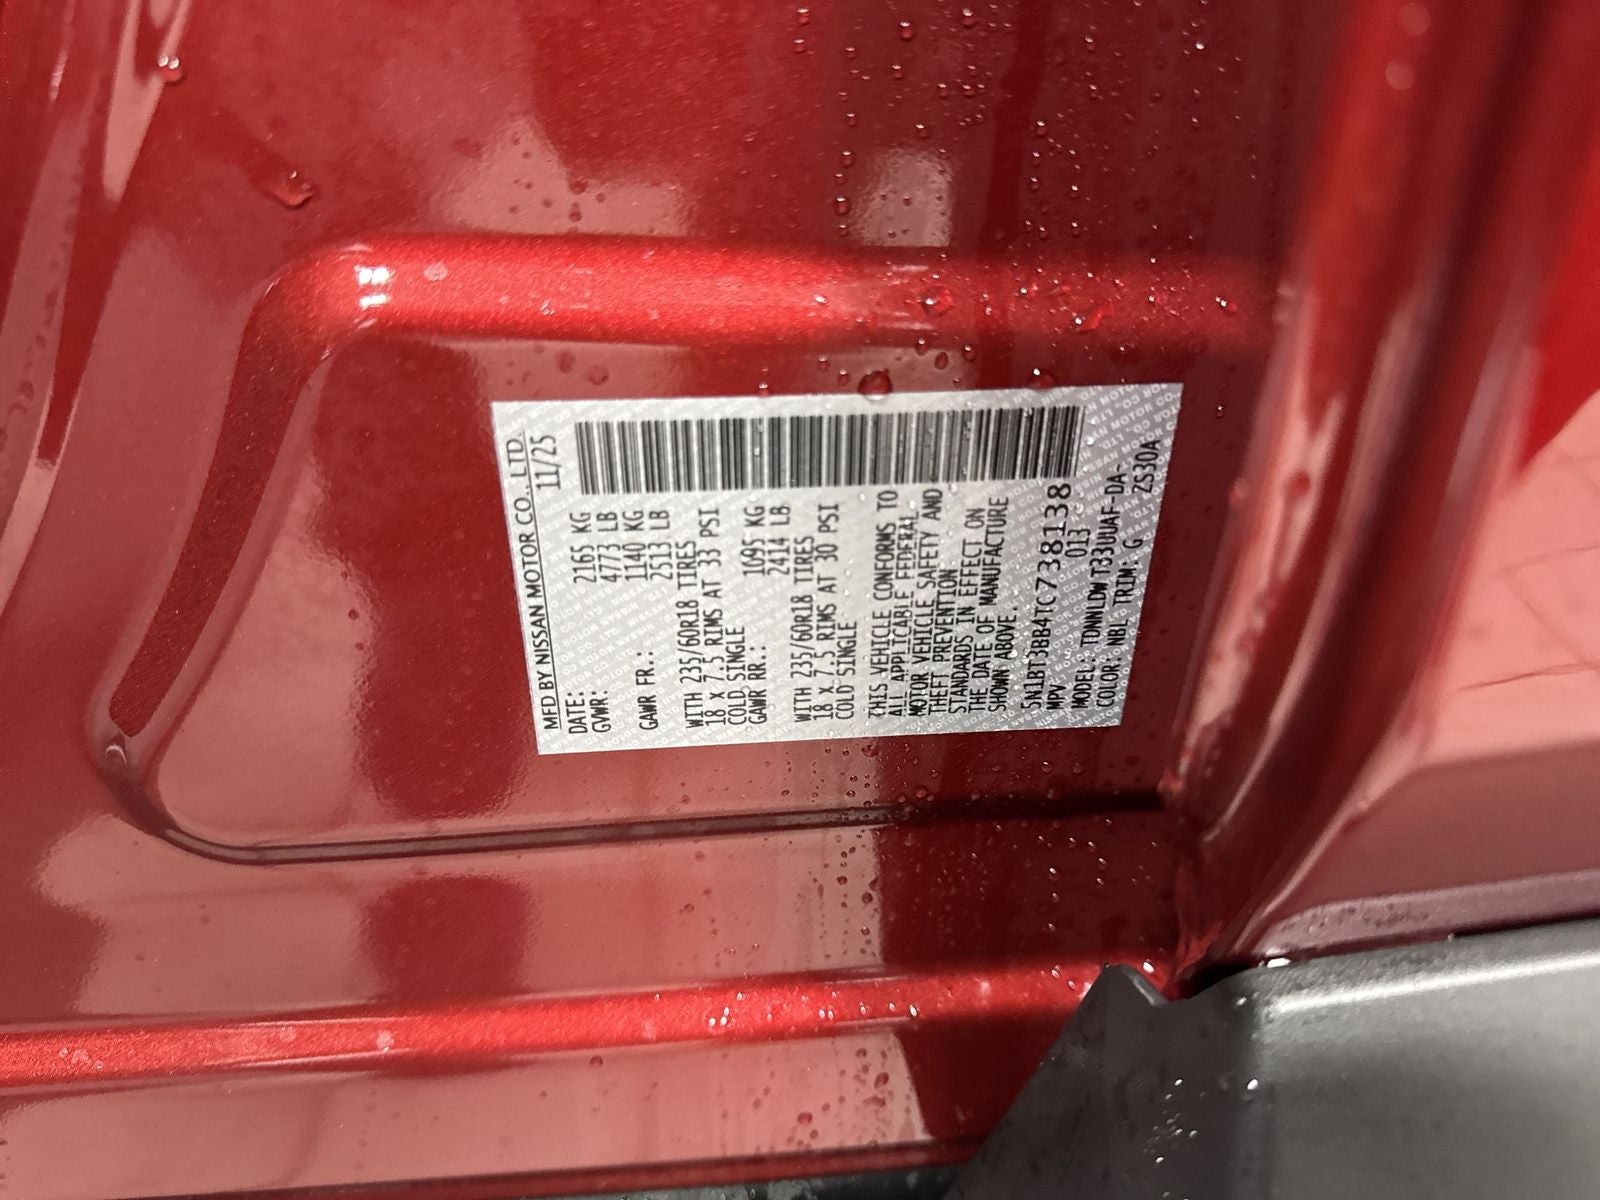 MFD BY NISSAN MOTOR CO., LTD.
DATE: 11/25
GVWR: 2165 KG
4773 LB
GAWR FR.: 1140 KG
2513 LB
WITH 235/60R18 TIRES
18 X 7.5 RIMS AT 33 PSI
COLD SINGLE
GAWR RR.: 1095 KG
2414 LB
WITH 235/60R18 TIRES
18 X 7.5 RIMS AT 30 PSI
COLD SINGLE
THIS VEHICLE CONFORMS TO
ALL APPLICABLE FEDERAL
MOTOR VEHICLE SAFETY AND
THEFT PREVENTION
STANDARDS IN EFFECT ON
THE DATE OF MANUFACTURE
SHOWN ABOVE.
5N1BT3BB4TC738138
MPV 013
MODEL: TDNNLDWT33UUAF-DA-
COLOR: NBL TRIM: G ZS30A